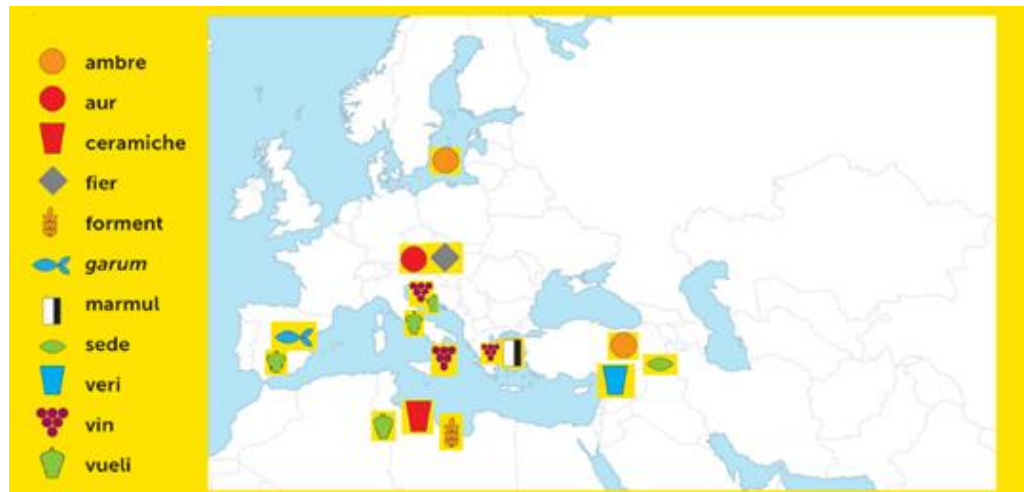 ambre
aur
ceramiche
fier
forment
garum
marmul
sede
veri
vin
vueli